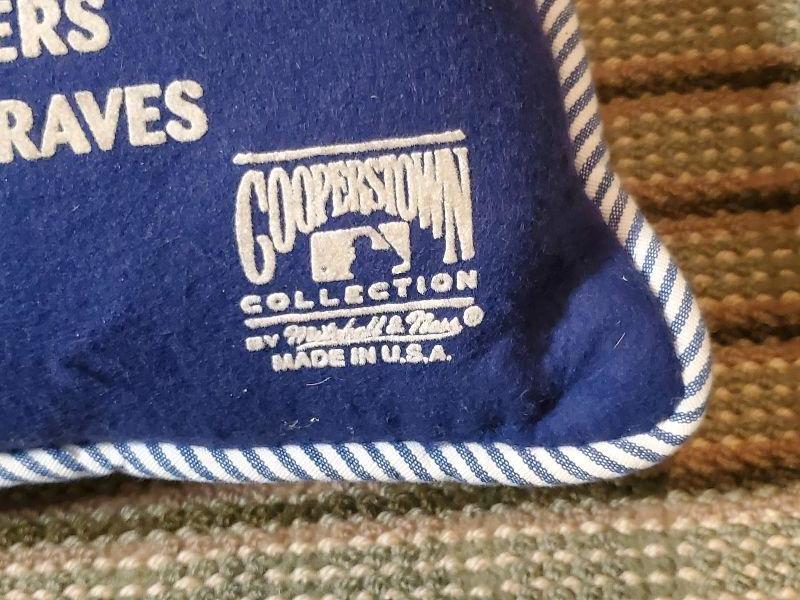 ERS
RAVES
COOPERSTOWN
COLLECTION
BY Mitchell & Ness®
MADE IN U.S.A.